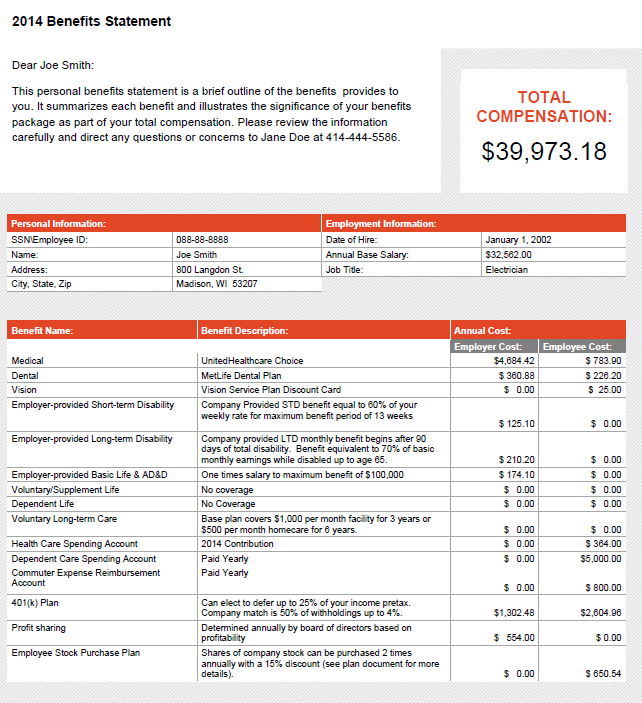 2014 Benefits Statement
Dear Joe Smith:
This personal benefits statement is a brief outline of the benefits provides to
you. It summarizes each benefit and illustrates the significance of your benefits
package as part of your total compensation. Please review the information
carefully and direct any questions or concerns to Jane Doe at 414-444-5586.
TOTAL
COMPENSATION:
$39,973.18
Personal Information: Employment Information:
SSN\Employee ID: 088-88-8888 Date of Hire: January 1, 2002
Name: Joe Smith Annual Base Salary: $32,562.00
Address: 800 Langdon St. Job Title: Electrician
City, State, Zip Madison, WI 53207
Benefit Name: Benefit Description: Annual Cost:
Employer Cost: Employee Cost:
Medical UnitedHealthcare Choice $4,684.42 $ 783.90
Dental MetLife Dental Plan $ 360.88 $ 226.20
Vision Vision Service Plan Discount Card $ 0.00 $ 25.00
Employer-provided Short-term Disability Company Provided STD benefit equal to 60% of your
weekly rate for maximum benefit period of 13 weeks
$ 125.10 $ 0.00
Employer-provided Long-term Disability Company provided LTD monthly benefit begins after 90
days of total disability. Benefit equivalent to 70% of basic
monthly earnings while disabled up to age 65. $ 210.20 $ 0.00
Employer-provided Basic Life & AD&D One times salary to maximum benefit of $100,000 $ 174.10 $ 0.00
Voluntary/Supplement Life No coverage $ 0.00 $ 0.00
Dependent Life No Coverage $ 0.00 $ 0.00
Voluntary Long-term Care Base plan covers $1,000 per month facility for 3 years or
$500 per month homecare for 6 years. $ 0.00 $ 0.00
Health Care Spending Account 2014 Contribution $ 0.00 $ 364.00
Dependent Care Spending Account Paid Yearly $ 0.00 $5,000.00
Commuter Expense Reimbursement Paid Yearly
Account $ 0.00 $ 800.00
401(k) Plan Can elect to defer up to 25% of your income pretax.
Company match is 50% of withholdings up to 4%. $1,302.48 $2,604.96
Profit sharing Determined annually by board of directors based on
profitability $ 554.00 $ 0.00
Employee Stock Purchase Plan Shares of company stock can be purchased 2 times
annually with a 15% discount (see plan document for more
details). $ 0.00 $ 650.54